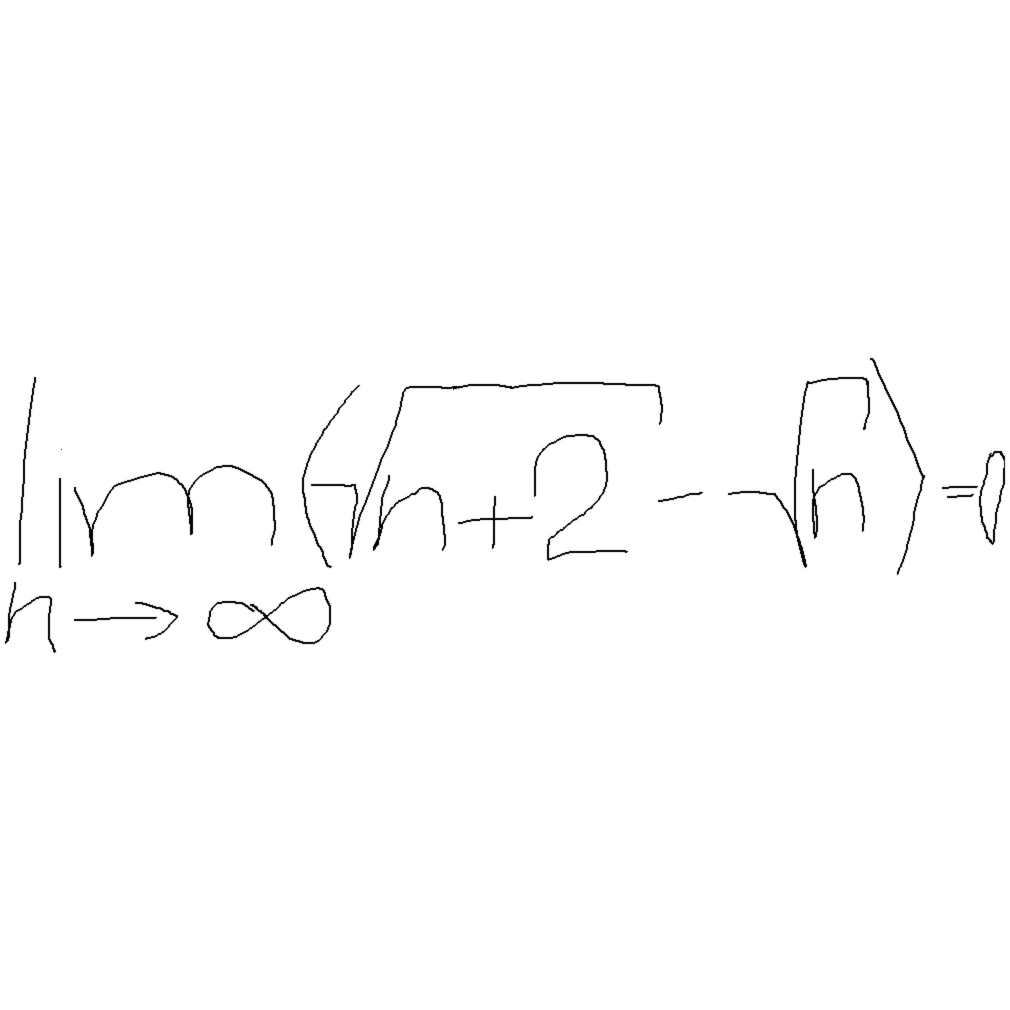 lim(√n+2 - √n) = 0
n → ∞